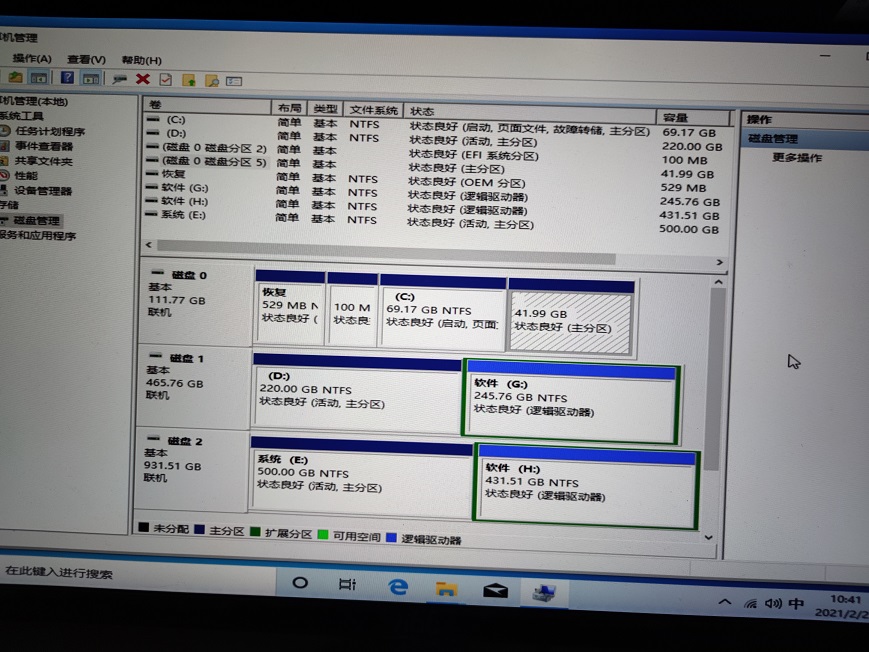 机管理
操作(A) 查看(V) 帮助(H)
机管理(本地)
系统工具
任务计划程序
事件查看器
共享文件夹
性能
设备管理器
存储
磁盘管理
服务和应用程序
卷 布局 类型 文件系统 状态 容量
(C:) 简单 基本 NTFS 状态良好 (启动, 页面文件, 故障转储, 主分区) 69.17 GB
(D:) 简单 基本 NTFS 状态良好 (活动, 主分区) 220.00 GB
(磁盘 0 磁盘分区 2) 简单 基本 状态良好 (EFI 系统分区) 100 MB
(磁盘 0 磁盘分区 5) 简单 基本 状态良好 (主分区) 41.99 GB
恢复 简单 基本 NTFS 状态良好 (OEM 分区) 529 MB
软件 (G:) 简单 基本 NTFS 状态良好 (逻辑驱动器) 245.76 GB
软件 (H:) 简单 基本 NTFS 状态良好 (逻辑驱动器) 431.51 GB
系统 (E:) 简单 基本 NTFS 状态良好 (活动, 主分区) 500.00 GB
操作
磁盘管理
更多操作
磁盘 0
基本
111.77 GB
联机
恢复
529 MB N
状态良好 (
100 M
状态良
(C:)
69.17 GB NTFS
状态良好 (启动, 页面
41.99 GB
状态良好 (主分区)
磁盘 1
基本
465.76 GB
联机
(D:)
220.00 GB NTFS
状态良好 (活动, 主分区)
软件 (G:)
245.76 GB NTFS
状态良好 (逻辑驱动器)
磁盘 2
基本
931.51 GB
联机
系统 (E:)
500.00 GB NTFS
状态良好 (活动, 主分区)
软件 (H:)
431.51 GB NTFS
状态良好 (逻辑驱动器)
未分配 主分区 扩展分区 可用空间 逻辑驱动器
在此键入进行搜索
中
10:41
2021/2/2